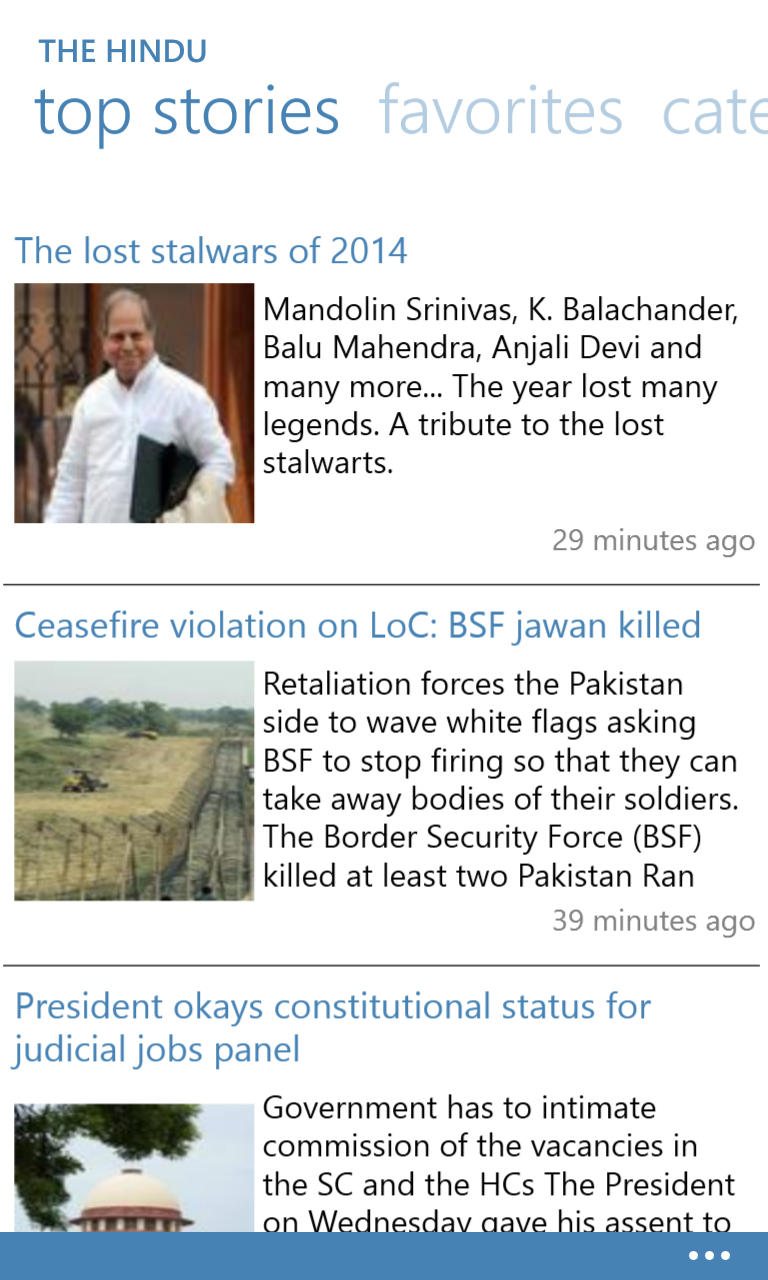 THE HINDU
top stories favorites cate
The lost stalwars of 2014
Mandolin Srinivas, K. Balachander,
Balu Mahendra, Anjali Devi and
many more... The year lost many
legends. A tribute to the lost
stalwarts.
29 minutes ago
Ceasefire violation on LoC: BSF jawan killed
Retaliation forces the Pakistan
side to wave white flags asking
BSF to stop firing so that they can
take away bodies of their soldiers.
The Border Security Force (BSF)
killed at least two Pakistan Ran
39 minutes ago
President okays constitutional status for
judicial jobs panel
Government has to intimate
commission of the vacancies in
the SC and the HCs The President
on Wednesday gave his assent to